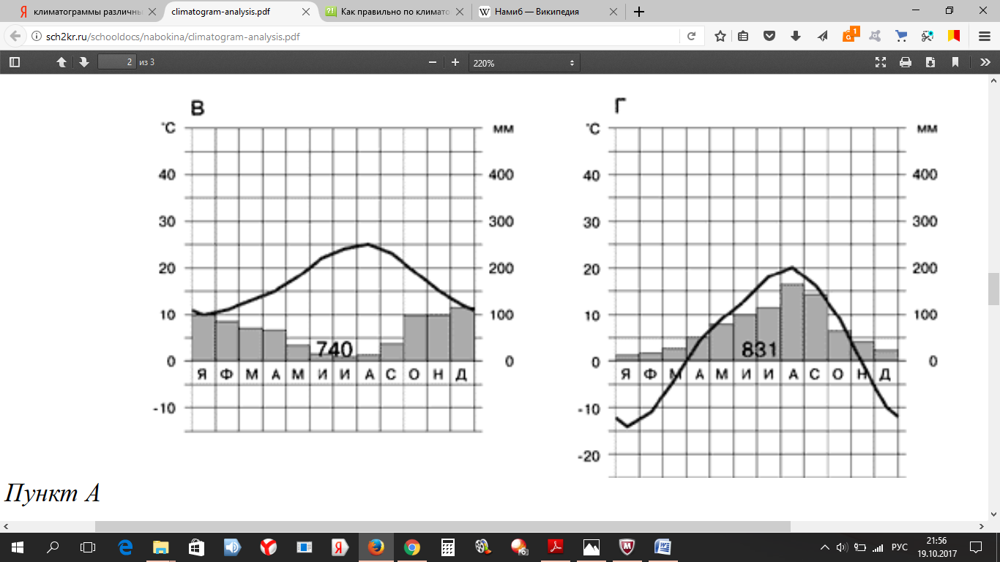 климатограммы различны
climatogram-analysis.pdf
Как правильно по климато
Намиб — Википедия
sch2kr.ru/schooldocs/nabokina/climatogram-analysis.pdf
1
2 из 3
220%
В
°C мм
40 400
30 300
20 200
10 100
0 740 0
Я Ф М А М И И А С О Н Д
-10
Г
°C мм
40 400
30 300
20 200
10 100
0 831 0
Я Ф М А М И И А С О Н Д
-10
-20
Пункт А
РУС
21:56
19.10.2017